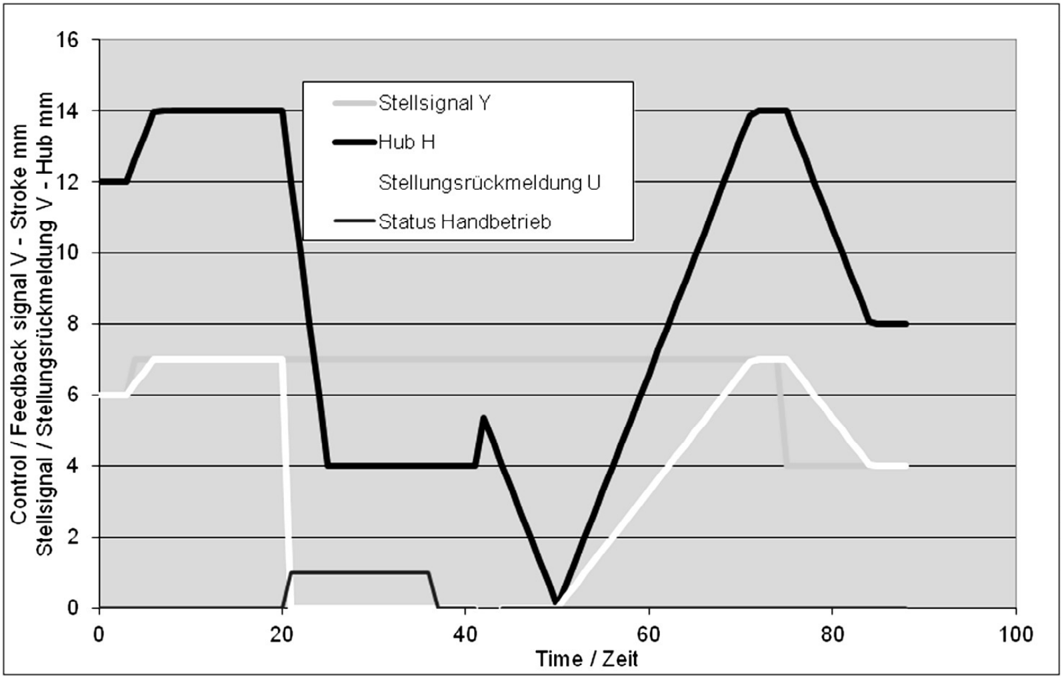 Control / Feedback signal V - Stroke mm
Stellsignal / Stellungsrückmeldung V - Hub mm
16
14
12
10
8
6
4
2
0
Stellsignal Y
Hub H
Stellungsrückmeldung U
Status Handbetrieb
0 20 40 60 80 100
Time / Zeit